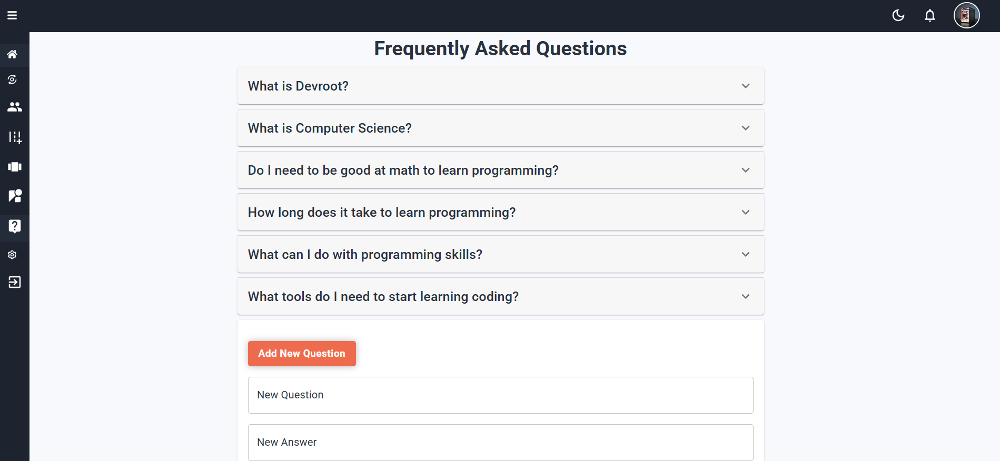 Frequently Asked Questions
What is Devroot?
What is Computer Science?
Do I need to be good at math to learn programming?
How long does it take to learn programming?
What can I do with programming skills?
What tools do I need to start learning coding?
Add New Question
New Question
New Answer